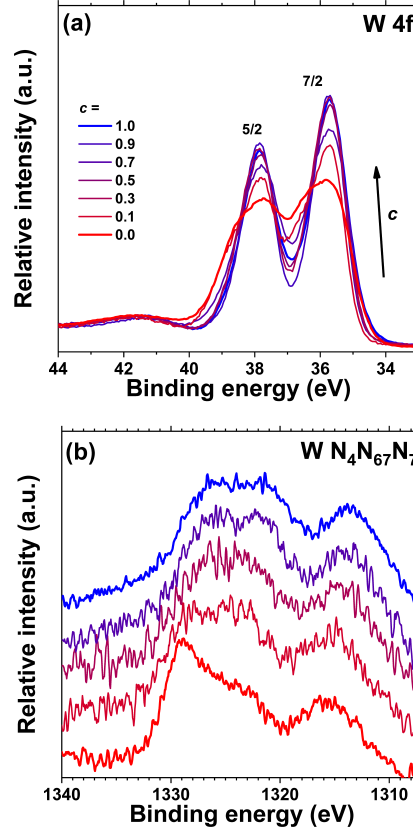 (a) W 4f
7/2
c =
5/2
1.0
0.9
0.7
0.5
0.3
0.1
0.0
c
Relative intensity (a.u.)
44 42 40 38 36 34
Binding energy (eV)
(b) W N₄N₆₇N₇
Relative intensity (a.u.)
1340 1330 1320 1310
Binding energy (eV)